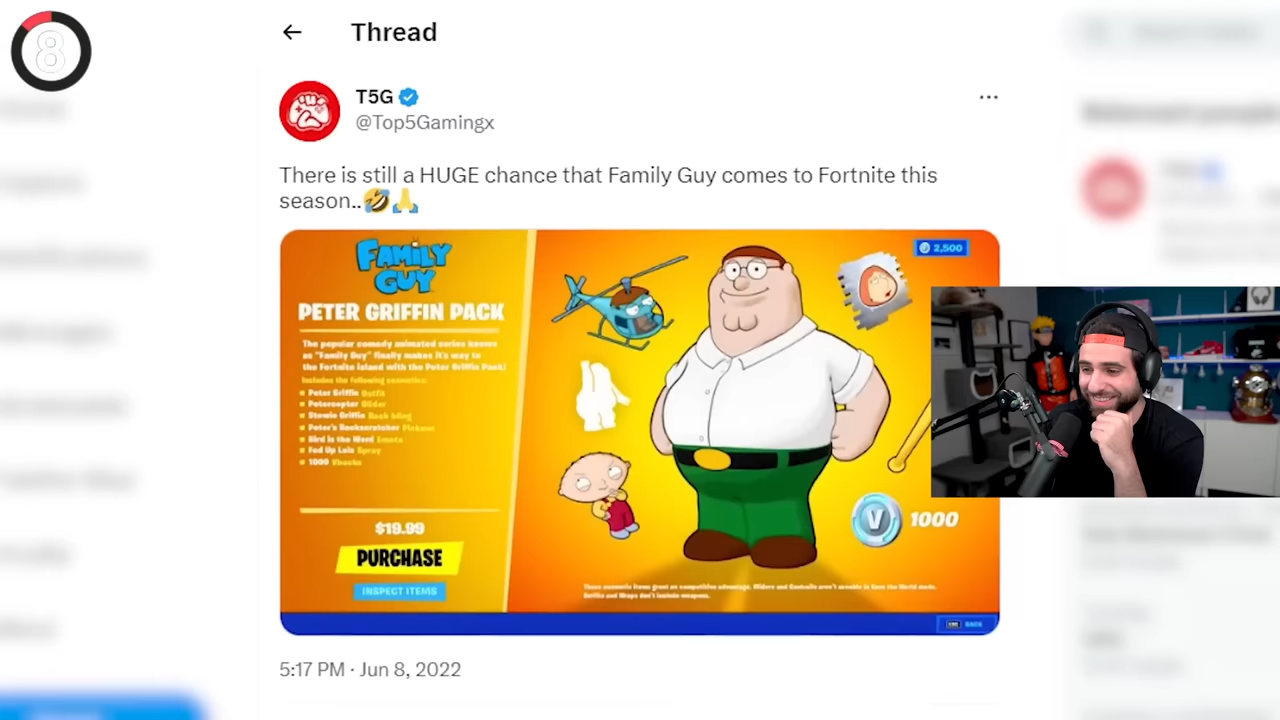 8
Thread
T5G
@Top5Gamingx
There is still a HUGE chance that Family Guy comes to Fortnite this
season..🤣🙏
FAMILY
GUY
2,500
PETER GRIFFIN PACK
The popular comedy animated series known
as "Family Guy" finally makes it's way to
the Fortnite Island with the Peter Griffin Pack!
Includes the following cosmetics:
Peter Griffin Outfit
Petercopter Glider
Stewie Griffin Back bling
Peter's Backscratcher Pickaxe
Bird is the Word Emote
Fed Up Lois Spray
1000 Vbucks
$19.99
PURCHASE
INSPECT ITEMS
V 1000
BACK
5:17 PM · Jun 8, 2022